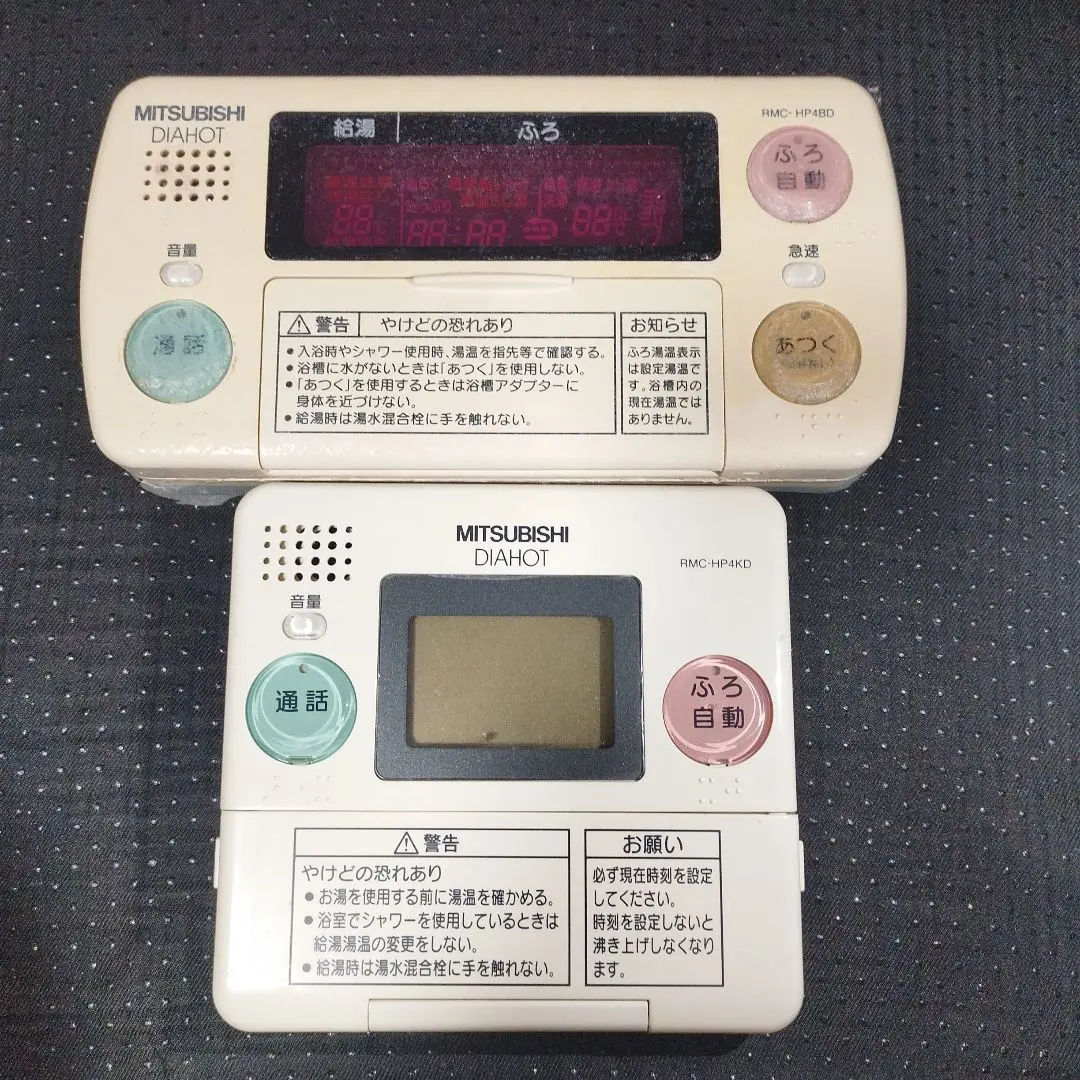 MITSUBISHI
DIAHOT
RMC-HP4BD
給湯
ふろ
ふろ
自動
音量
急速
通話
あつく
警告
やけどの恐れあり
●入浴時やシャワー使用時、湯温を指先等で確認する。
●浴槽に水がないときは「あつく」を使用しない。
●「あつく」を使用するときは浴槽アダプターに
身体を近づけない。
●給湯時は湯水混合栓に手を触れない。
お知らせ
ふろ湯温表示
は設定湯温で
す。浴槽内の
現在湯温では
ありません。
MITSUBISHI
DIAHOT
RMC-HP4KD
音量
通話
ふろ
自動
警告
やけどの恐れあり
●お湯を使用する前に湯温を確かめる。
●浴室でシャワーを使用しているときは
給湯湯温の変更をしない。
●給湯時は湯水混合栓に手を触れない。
お願い
必ず現在時刻を設定
してください。
時刻を設定しないと
沸き上げしなくなり
ます。